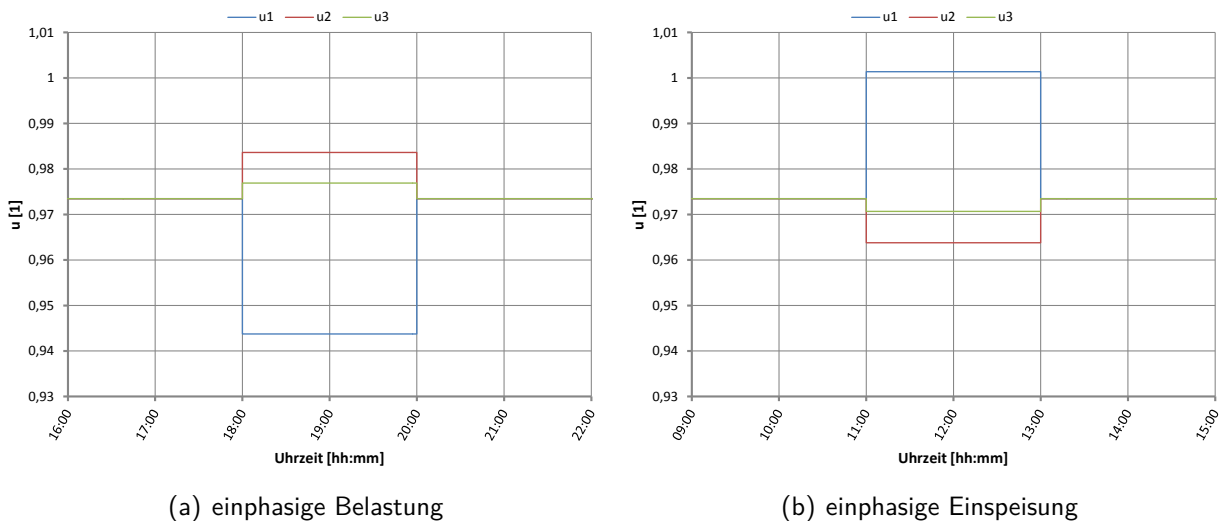 u1 u2 u3
1,01
1
0,99
0,98
0,97
0,96
0,95
0,94
0,93
u [1]
16:00 17:00 18:00 19:00 20:00 21:00 22:00
Uhrzeit [hh:mm]
(a) einphasige Belastung
u1 u2 u3
1,01
1
0,99
0,98
0,97
0,96
0,95
0,94
0,93
u [1]
09:00 10:00 11:00 12:00 13:00 14:00 15:00
Uhrzeit [hh:mm]
(b) einphasige Einspeisung